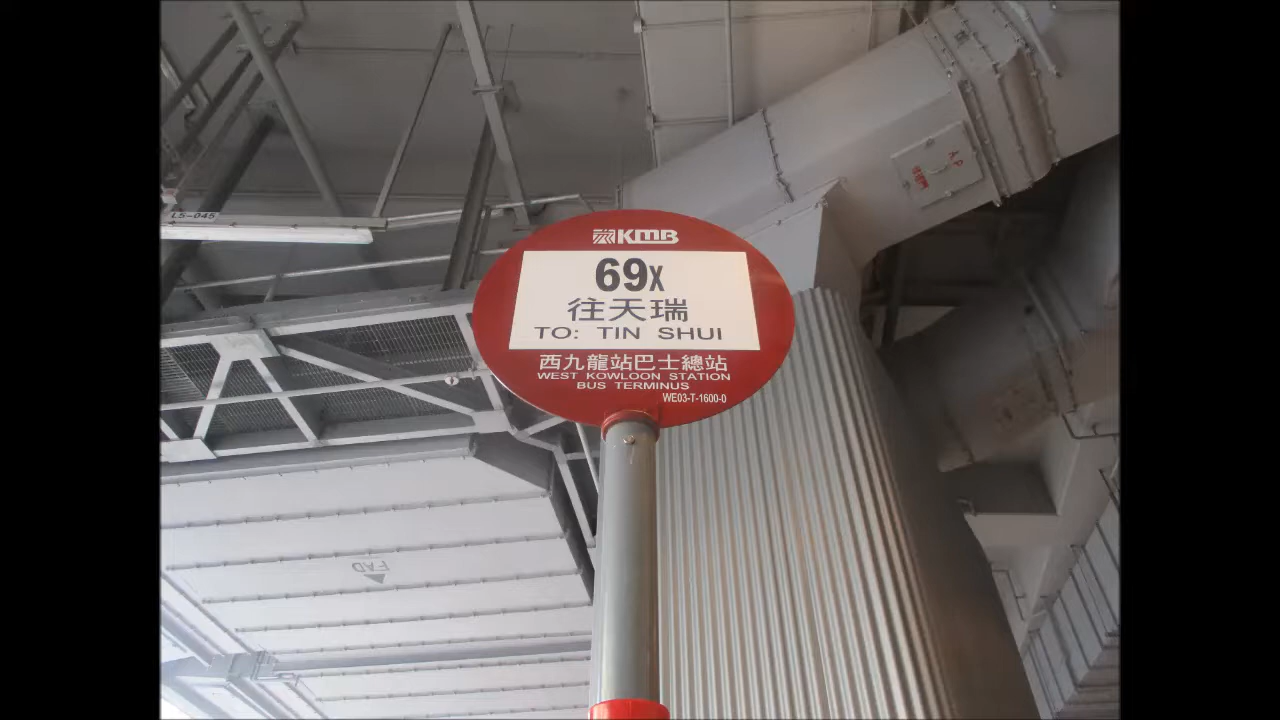 KMB
69X
往天瑞
TO: TIN SHUI
西九龍站巴士總站
WEST KOWLOON STATION
BUS TERMINUS
WE03-T-1600-0
L5-045
A.P
FAD